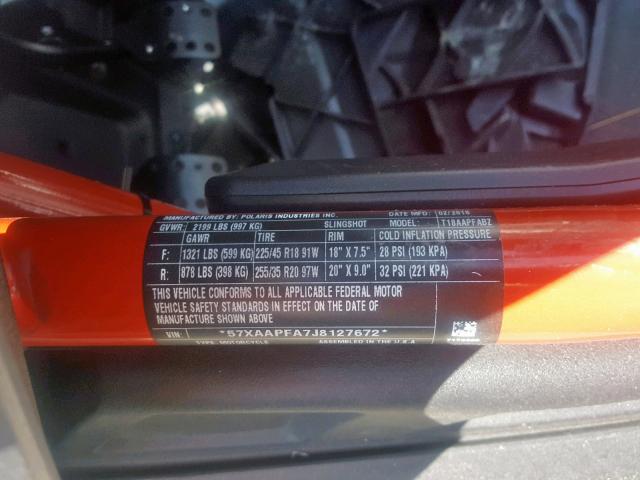 MANUFACTURED BY: POLARIS INDUSTRIES INC. DATE MFD: 02/2018
GVWR: 2199 LBS (997 KG) SLINGSHOT MODEL: T18AAPFABZ
GAWR TIRE RIM COLD INFLATION PRESSURE
F: 1321 LBS (599 KG) 225/45 R18 91W 18" X 7.5" 28 PSI (193 KPA)
R: 878 LBS (398 KG) 255/35 R20 97W 20" X 9.0" 32 PSI (221 KPA)
THIS VEHICLE CONFORMS TO ALL APPLICABLE FEDERAL MOTOR
VEHICLE SAFETY STANDARDS IN EFFECT ON THE DATE OF
MANUFACTURE SHOWN ABOVE
VIN: *57XAAPFA7J8127672*
TYPE: MOTORCYCLE ASSEMBLED IN U.S.A